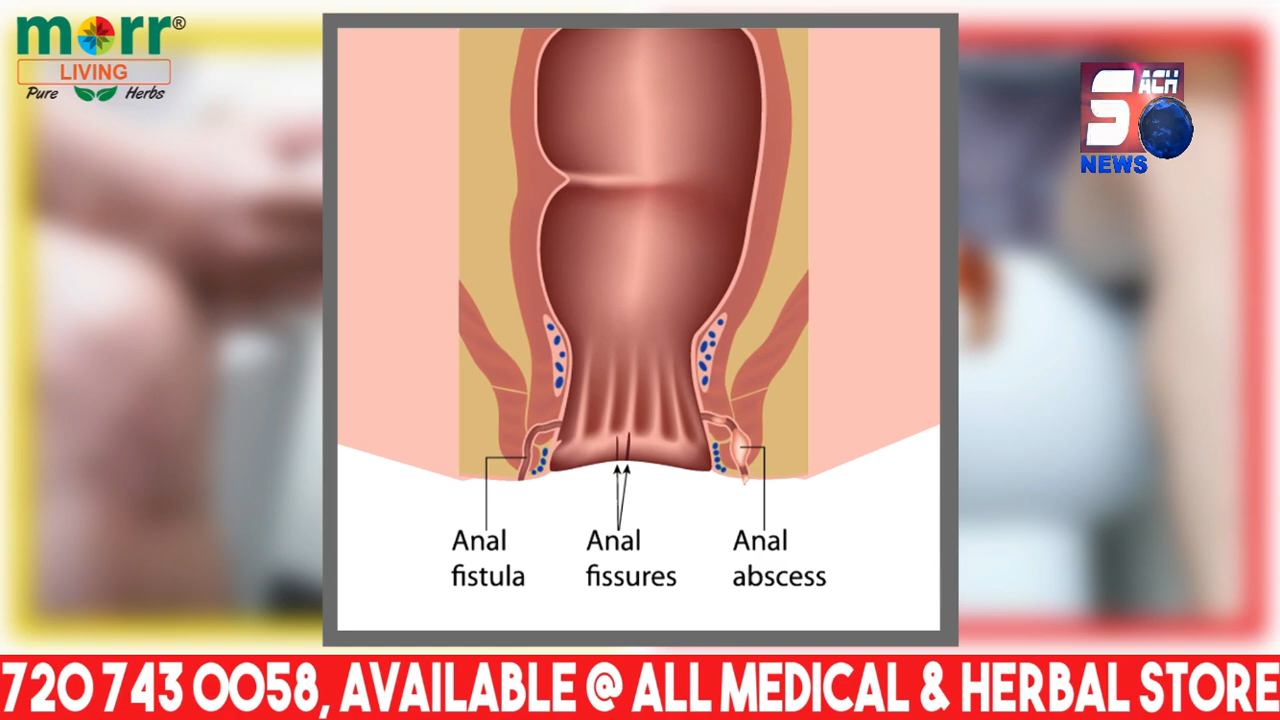 morr®
LIVING
Pure Herbs
SACH
NEWS
Anal
fistula
Anal
fissures
Anal
abscess
720 743 0058, AVAILABLE @ ALL MEDICAL & HERBAL STORE